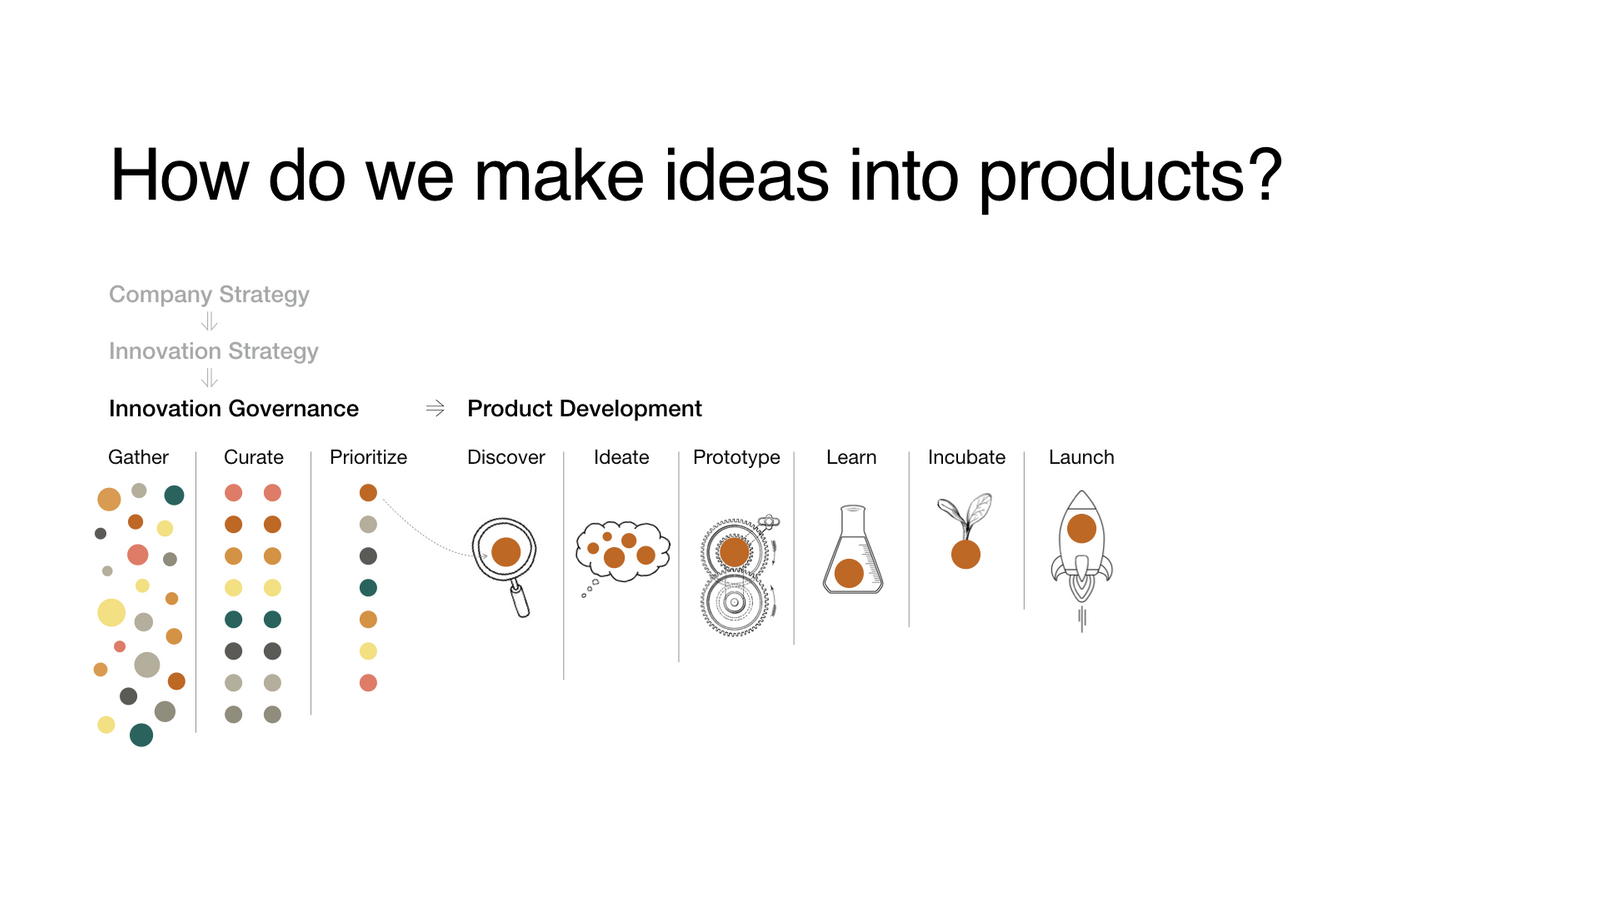 How do we make ideas into products?
Company Strategy
Innovation Strategy
Innovation Governance
Product Development
Gather
Curate
Prioritize
Discover
Ideate
Prototype
Learn
Incubate
Launch